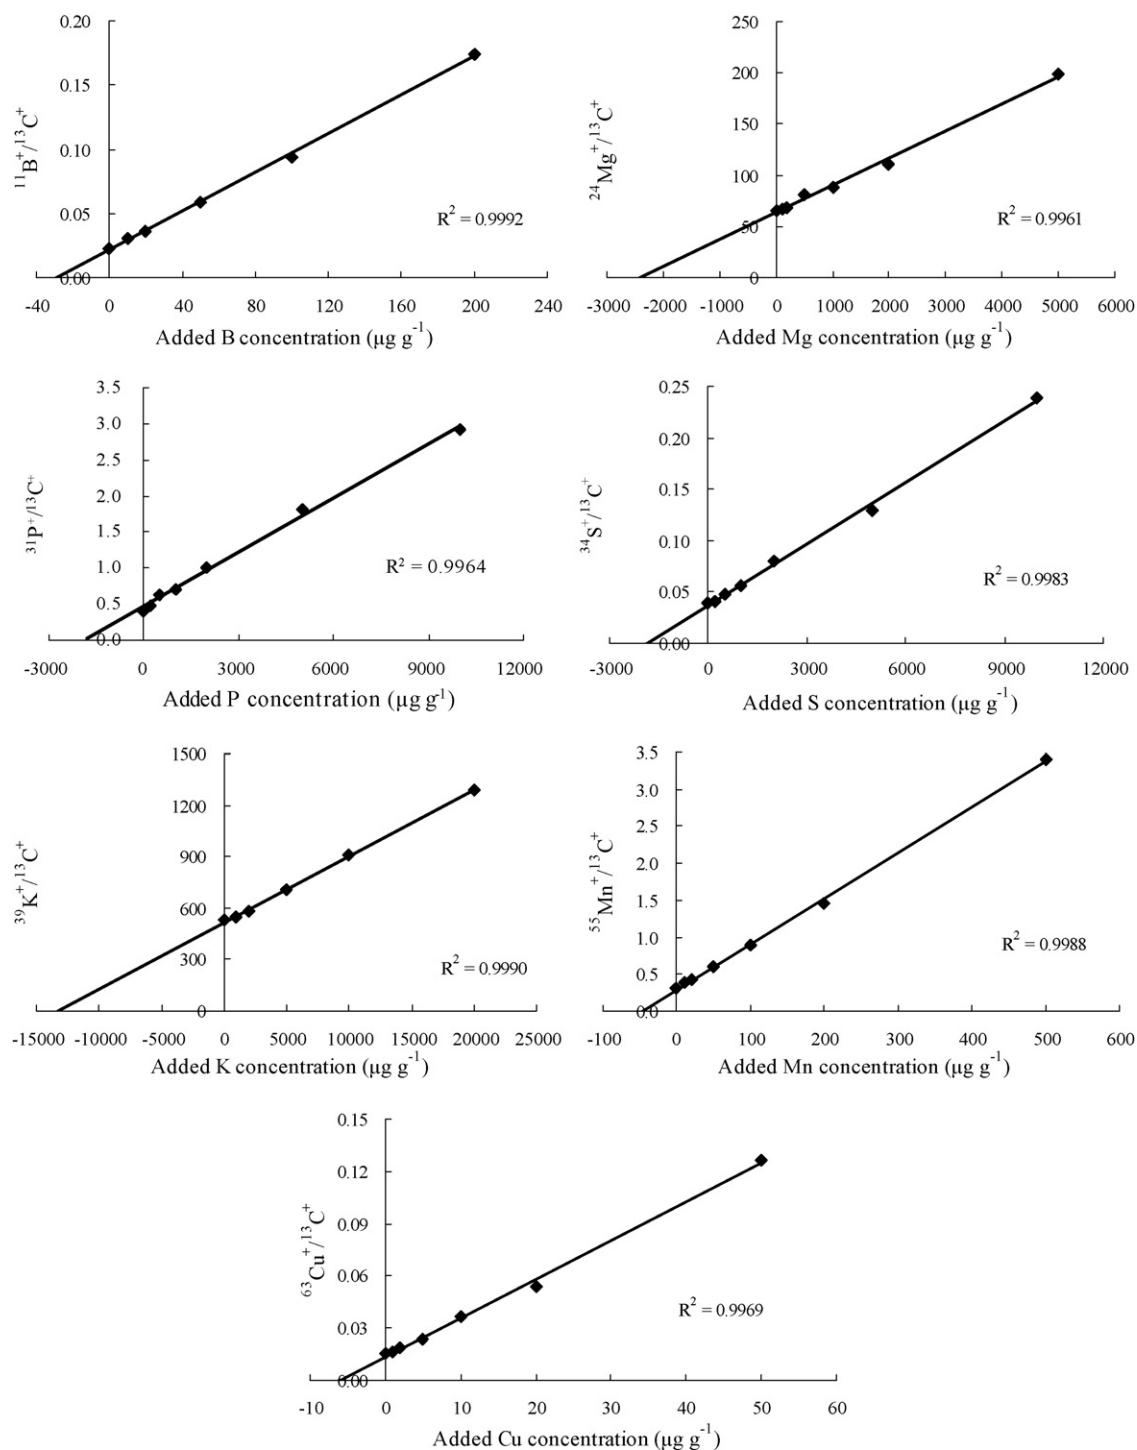 0.20
0.15
0.10
0.05
0.00
¹¹B⁺/¹³C⁺
R² = 0.9992
-40 0 40 80 120 160 200 240
Added B concentration (μg g⁻¹)
250
200
150
100
50
0
²⁴Mg⁺/¹³C⁺
R² = 0.9961
-3000 -2000 -1000 0 1000 2000 3000 4000 5000 6000
Added Mg concentration (μg g⁻¹)
3.5
3.0
2.5
2.0
1.5
1.0
0.5
0.0
³¹P⁺/¹³C⁺
R² = 0.9964
-3000 0 3000 6000 9000 12000
Added P concentration (μg g⁻¹)
0.25
0.20
0.15
0.10
0.05
0.00
³⁴S⁺/¹³C⁺
R² = 0.9983
-3000 0 3000 6000 9000 12000
Added S concentration (μg g⁻¹)
1500
1200
900
600
300
0
³⁹K⁺/¹³C⁺
R² = 0.9990
-15000 -10000 -5000 0 5000 10000 15000 20000 25000
Added K concentration (μg g⁻¹)
3.5
3.0
2.5
2.0
1.5
1.0
0.5
0.0
⁵⁵Mn⁺/¹³C⁺
R² = 0.9988
-100 0 100 200 300 400 500 600
Added Mn concentration (μg g⁻¹)
0.15
0.12
0.09
0.06
0.03
0.00
⁶³Cu⁺/¹³C⁺
R² = 0.9969
-10 0 10 20 30 40 50 60
Added Cu concentration (μg g⁻¹)